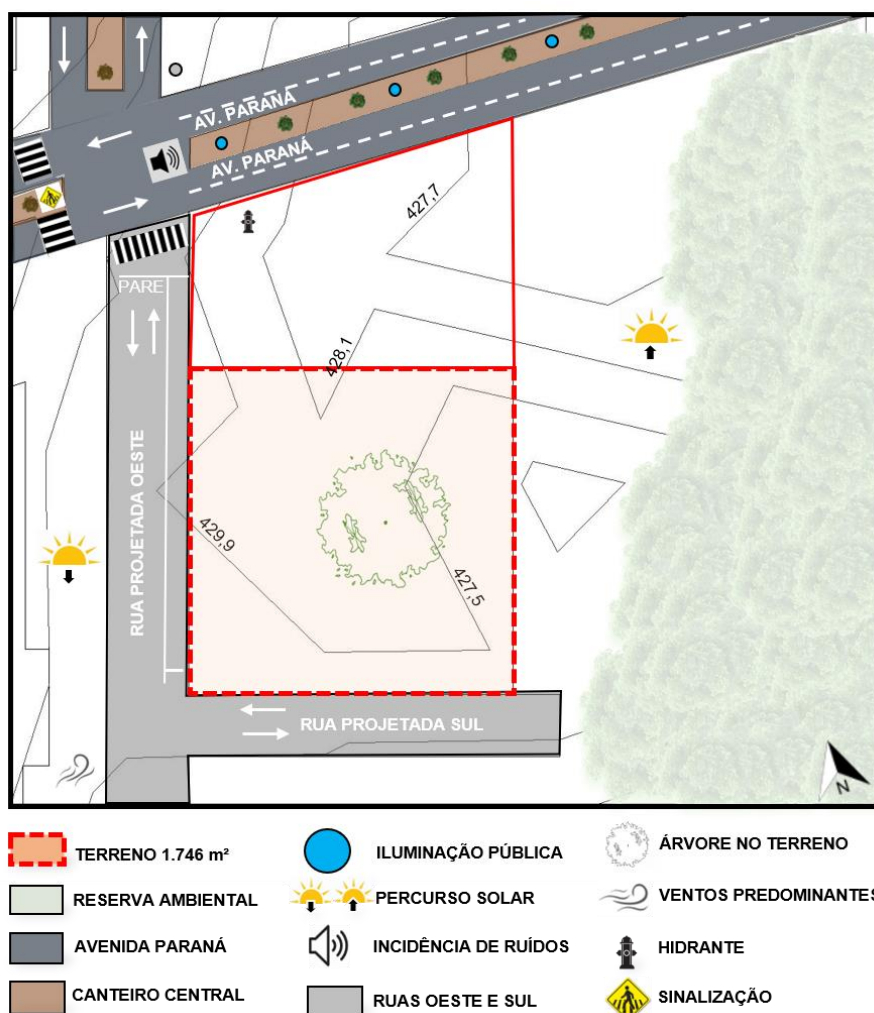 AV. PARANÁ
AV. PARANÁ
427,7
PARE
428,1
RUA PROJETADA OESTE
429,9
427,5
RUA PROJETADA SUL
N
TERRENO 1.746 m²
ILUMINAÇÃO PÚBLICA
ÁRVORE NO TERRENO
RESERVA AMBIENTAL
PERCURSO SOLAR
VENTOS PREDOMINANTES
AVENIDA PARANÁ
INCIDÊNCIA DE RUÍDOS
HIDRANTE
CANTEIRO CENTRAL
RUAS OESTE E SUL
SINALIZAÇÃO